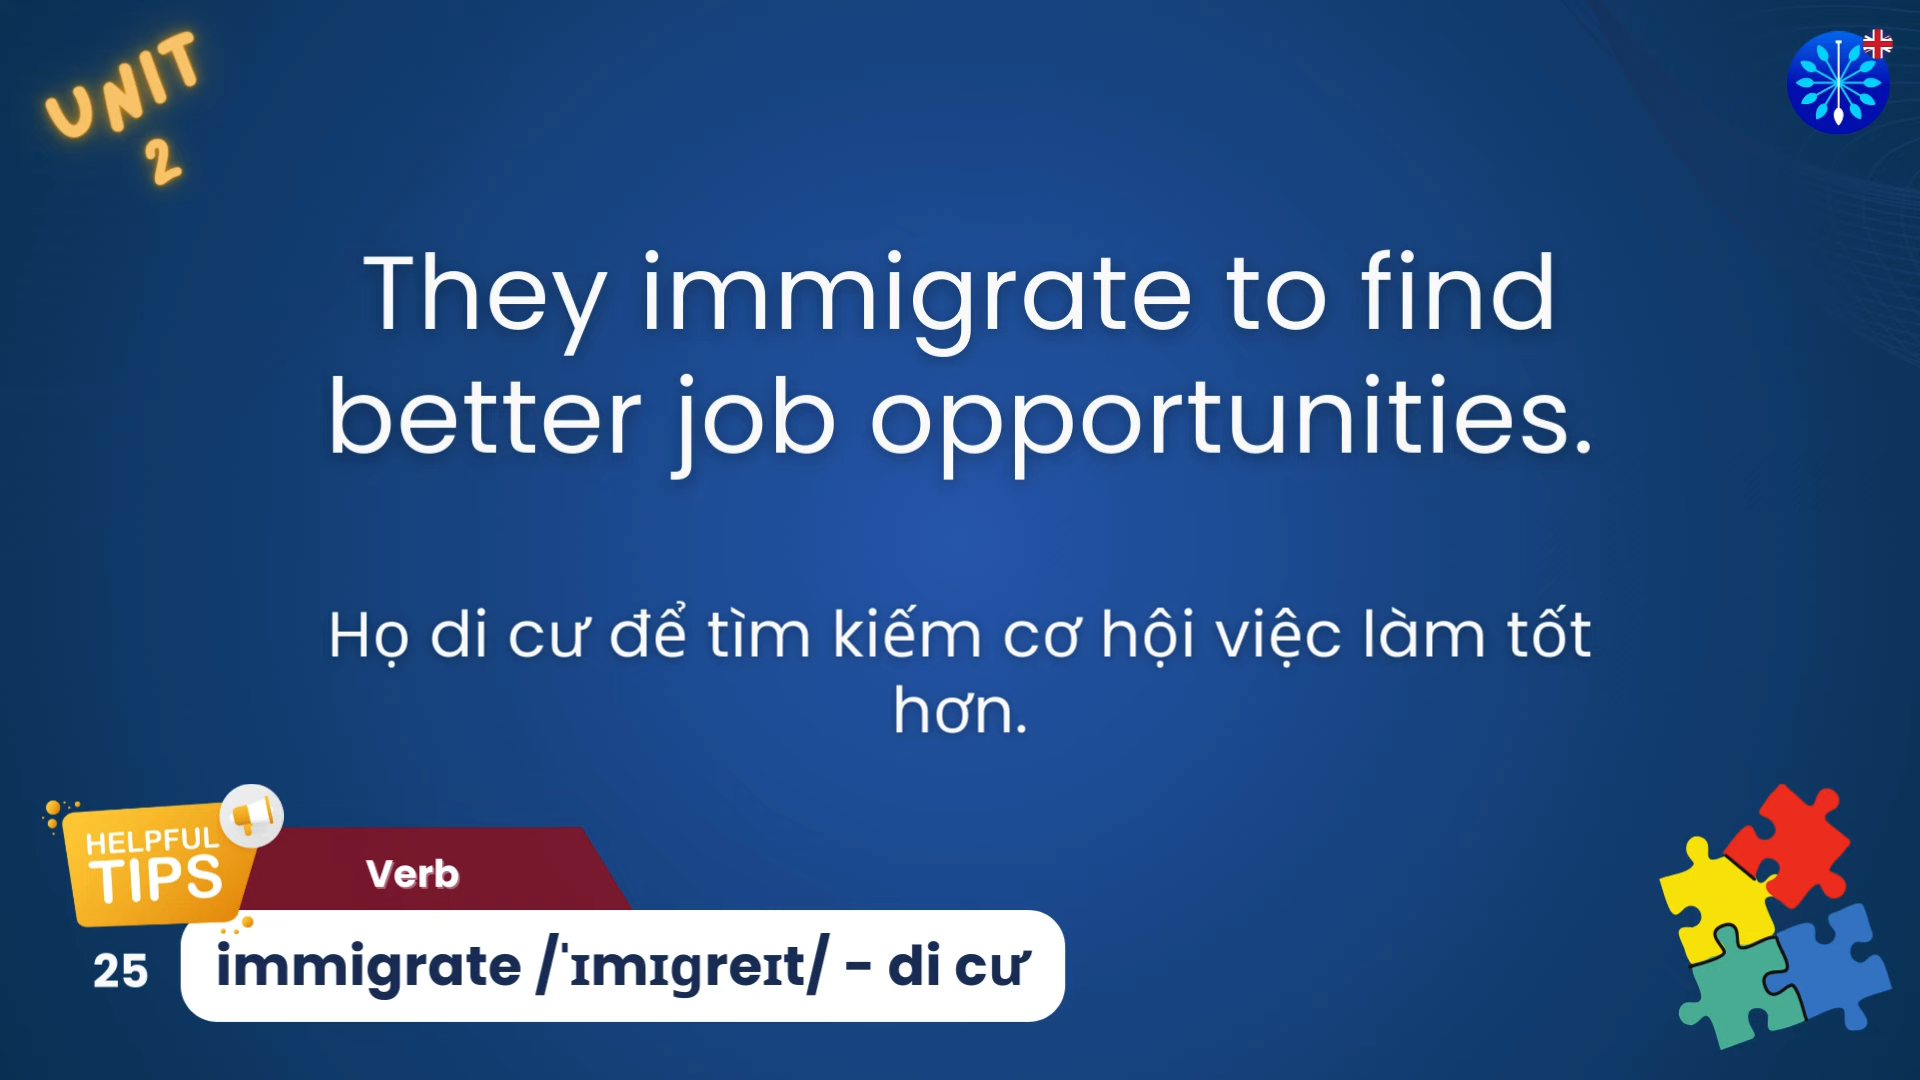 UNIT
2
They immigrate to find
better job opportunities.
Họ di cư để tìm kiếm cơ hội việc làm tốt
hơn.
HELPFUL
TIPS
Verb
25
immigrate /ˈɪmɪɡreɪt/ - di cư